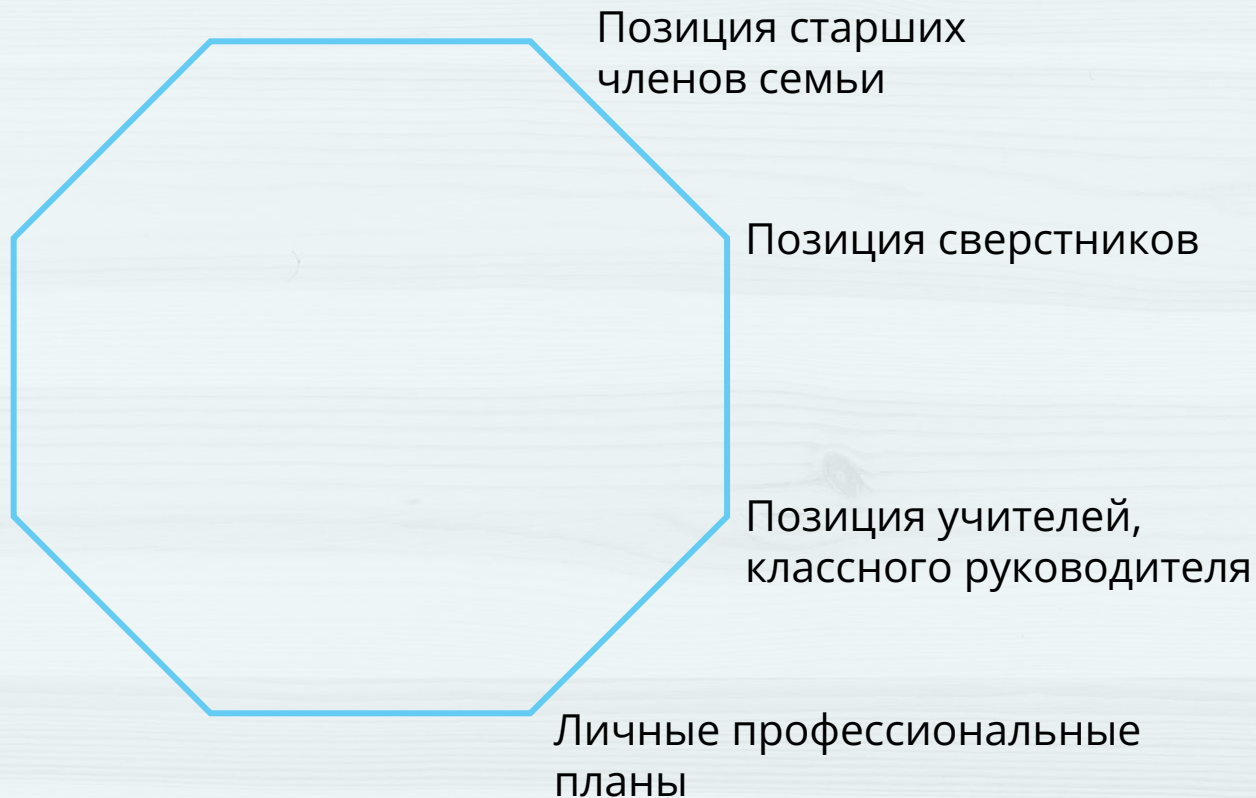 Позиция старших
членов семьи
Позиция сверстников
Позиция учителей,
классного руководителя
Личные профессиональные
планы